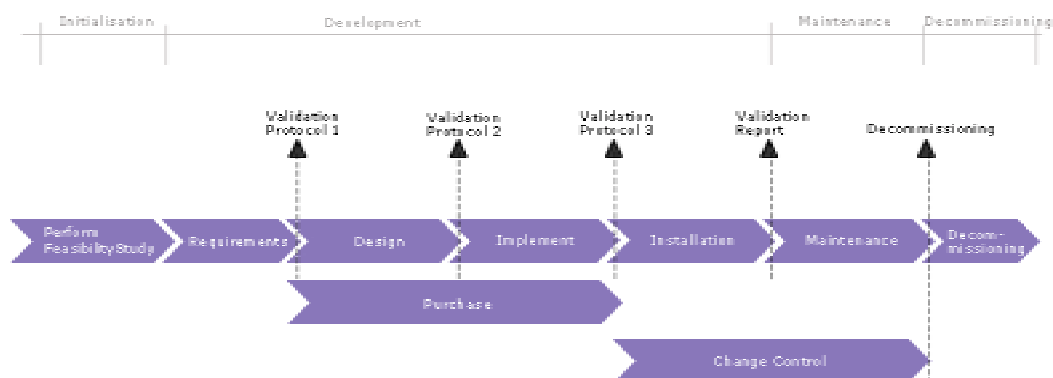 Initialisation
Development
Maintenance
Decommissioning
Validation
Protocol 1
Validation
Protocol 2
Validation
Protocol 3
Validation
Report
Decommissioning
Perform
Feasibility Study
Requirements
Design
Implement
Installation
Maintenance
Decom-
missioning
Purchase
Change Control